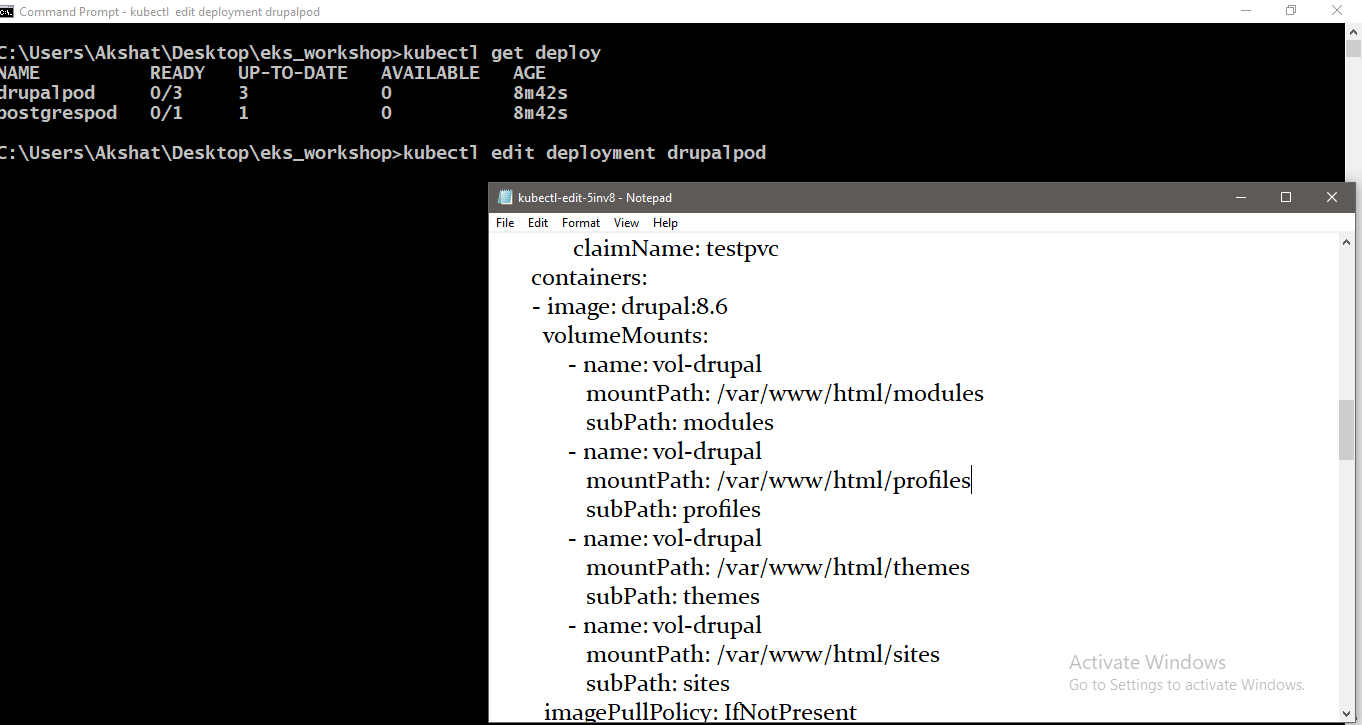 Command Prompt - kubectl edit deployment drupalpod
C:\Users\Akshat\Desktop\eks_workshop>kubectl get deploy
NAME READY UP-TO-DATE AVAILABLE AGE
drupalpod 0/3 3 0 8m42s
postgrespod 0/1 1 0 8m42s
C:\Users\Akshat\Desktop\eks_workshop>kubectl edit deployment drupalpod
kubectl-edit-5inv8 - Notepad
File Edit Format View Help
claimName: testpvc
containers:
- image: drupal:8.6
volumeMounts:
- name: vol-drupal
mountPath: /var/www/html/modules
subPath: modules
- name: vol-drupal
mountPath: /var/www/html/profiles
subPath: profiles
- name: vol-drupal
mountPath: /var/www/html/themes
subPath: themes
- name: vol-drupal
mountPath: /var/www/html/sites
subPath: sites
imagePullPolicy: IfNotPresent
Activate Windows
Go to Settings to activate Windows.